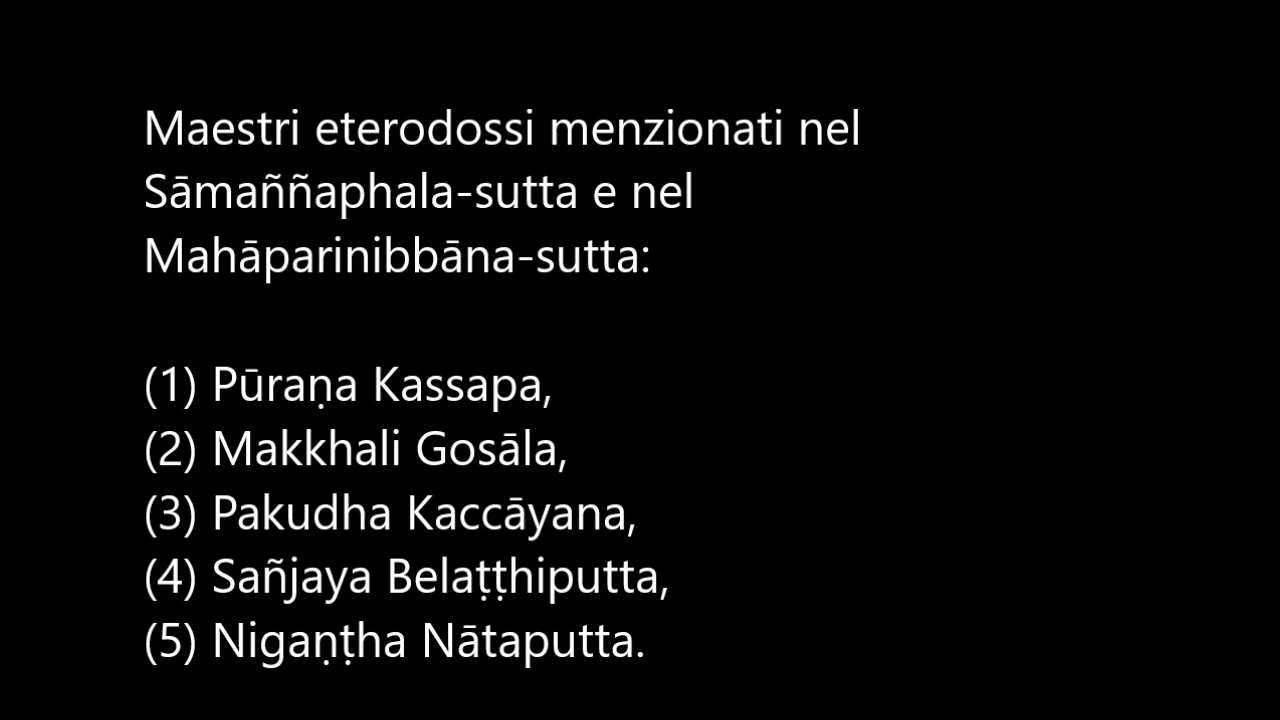 Maestri eterodossi menzionati nel
Sāmaññaphala-sutta e nel
Mahāparinibbāna-sutta:
(1) Pūraṇa Kassapa,
(2) Makkhali Gosāla,
(3) Pakudha Kaccāyana,
(4) Sañjaya Belaṭṭhiputta,
(5) Nigaṇṭha Nātaputta.